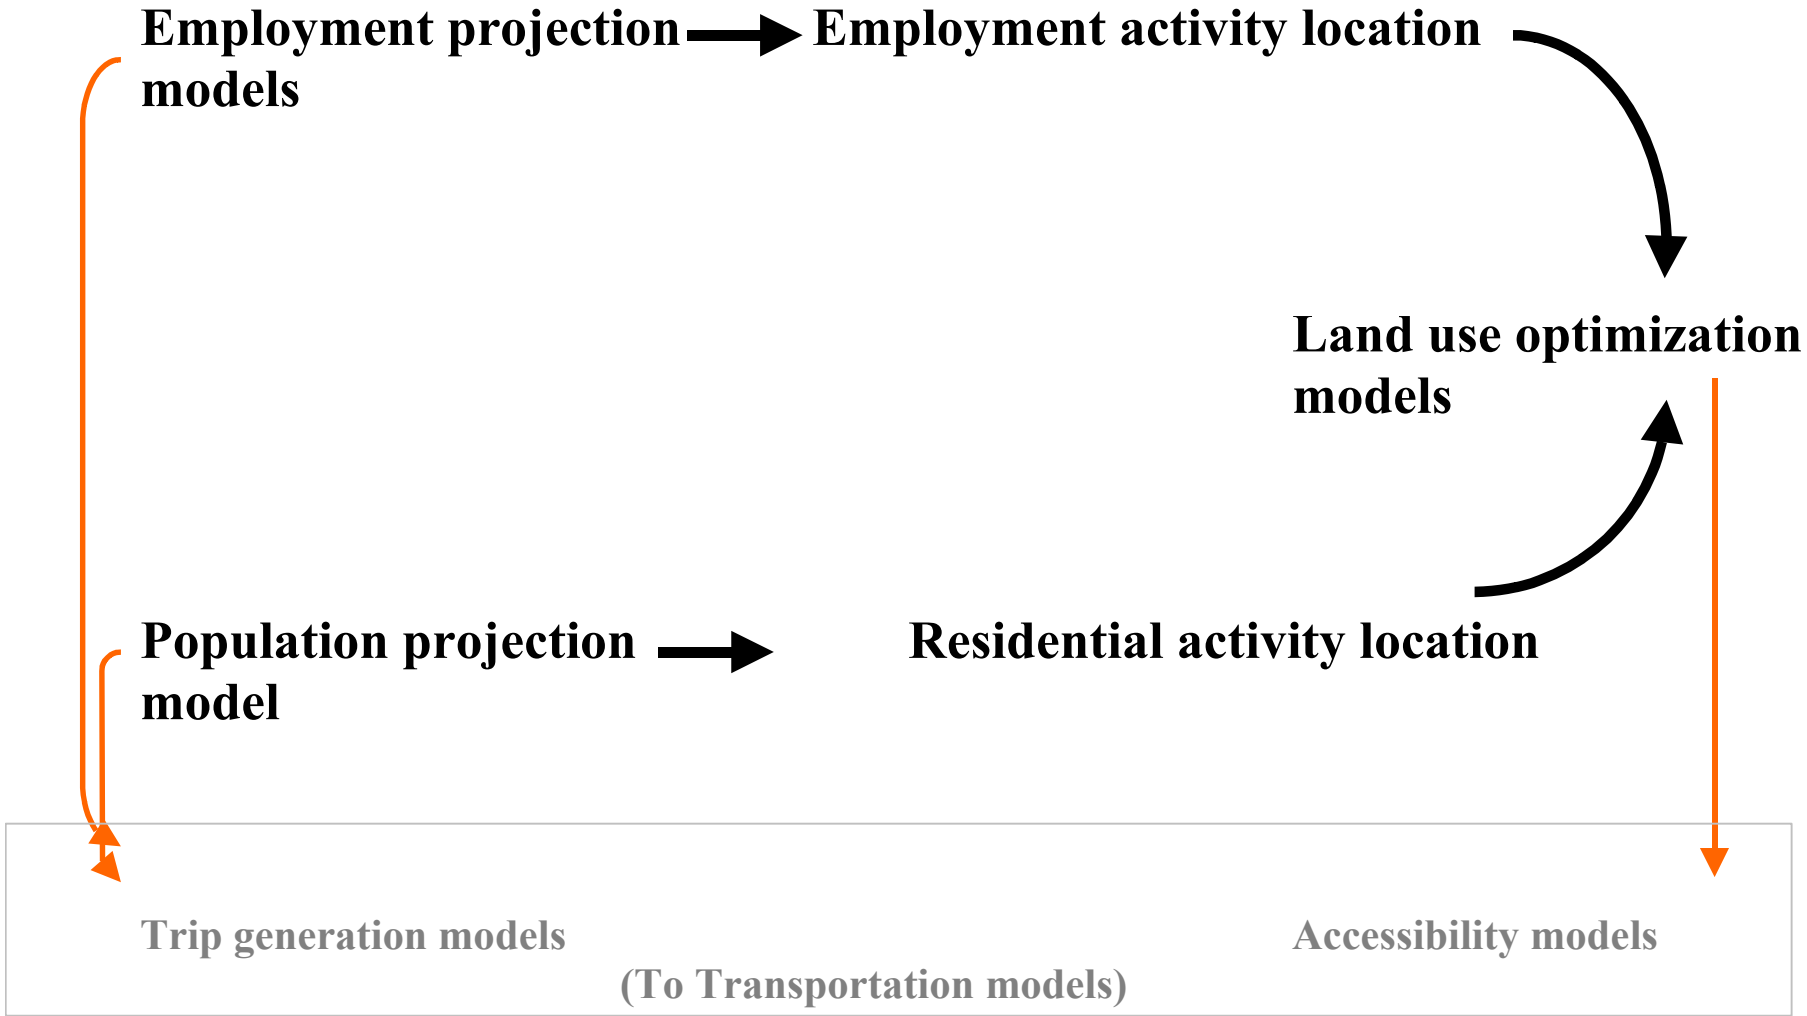 Employment projection
models
Employment activity location
Land use optimization
models
Population projection
model
Residential activity location
Trip generation models
Accessibility models
(To Transportation models)